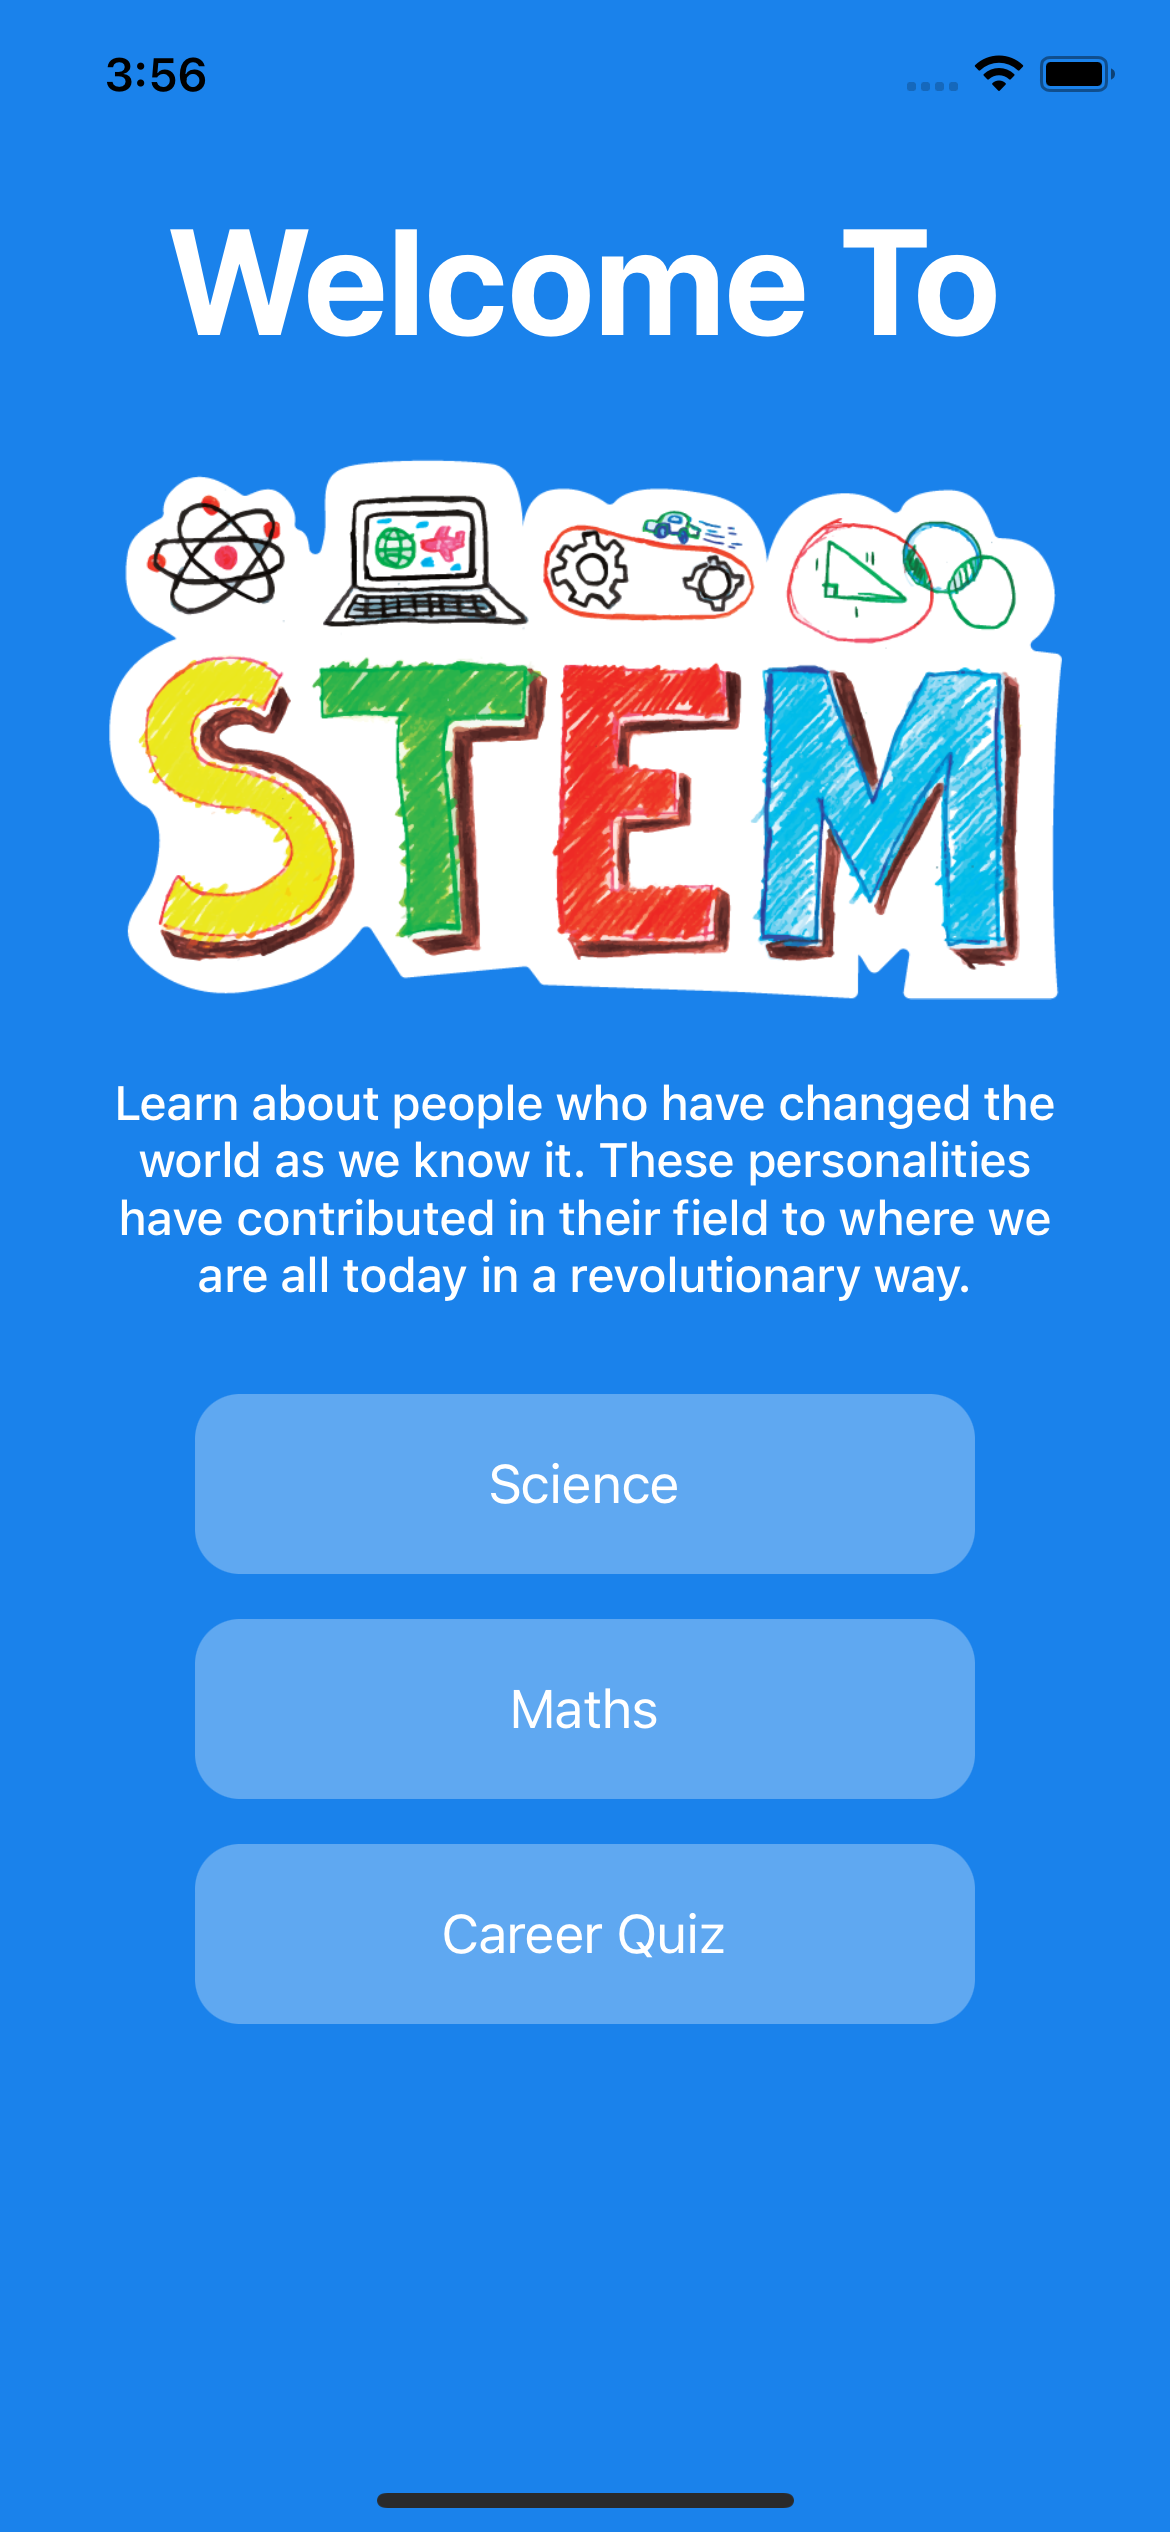 3:56
Welcome To
STEM
Learn about people who have changed the
world as we know it. These personalities
have contributed in their field to where we
are all today in a revolutionary way.
Science
Maths
Career Quiz